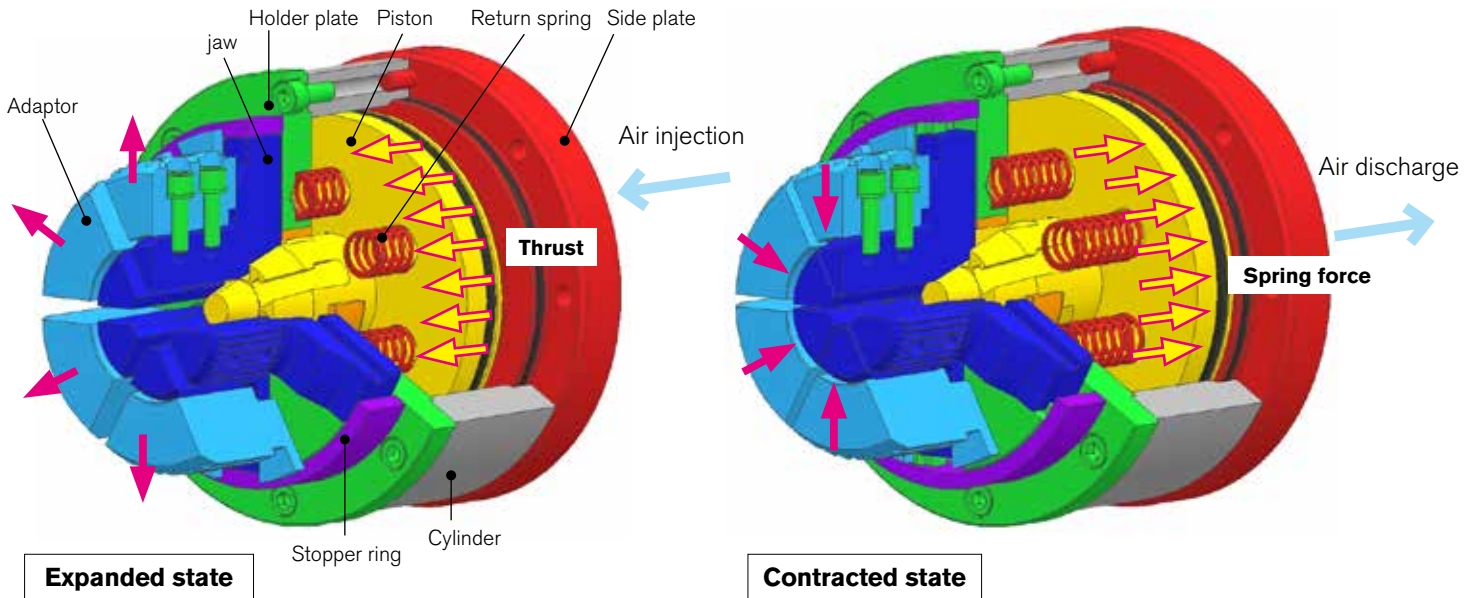 Holder plate
Piston
Return spring
Side plate
jaw
Adaptor
Air injection
Thrust
Stopper ring
Cylinder
Expanded state
Air discharge
Spring force
Contracted state